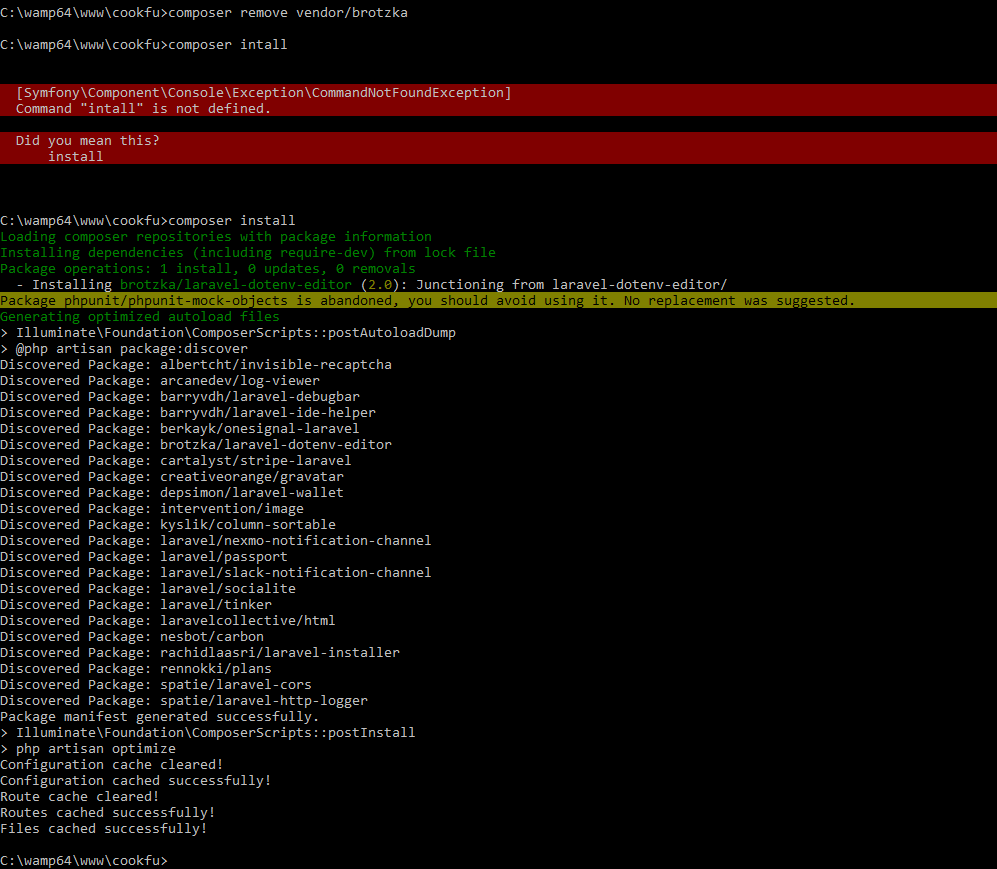 C:\wamp64\www\cookfu>composer remove vendor/brotzka
C:\wamp64\www\cookfu>composer intall
[Symfony\Component\Console\Exception\CommandNotFoundException]
Command "intall" is not defined.
Did you mean this?
install
C:\wamp64\www\cookfu>composer install
Loading composer repositories with package information
Installing dependencies (including require-dev) from lock file
Package operations: 1 install, 0 updates, 0 removals
- Installing brotzka/laravel-dotenv-editor (2.0): Junctioning from laravel-dotenv-editor/
Package phpunit/phpunit-mock-objects is abandoned, you should avoid using it. No replacement was suggested.
Generating optimized autoload files
> Illuminate\Foundation\ComposerScripts::postAutoloadDump
> @php artisan package:discover
Discovered Package: albertcht/invisible-recaptcha
Discovered Package: arcanedev/log-viewer
Discovered Package: barryvdh/laravel-debugbar
Discovered Package: barryvdh/laravel-ide-helper
Discovered Package: berkayk/onesignal-laravel
Discovered Package: brotzka/laravel-dotenv-editor
Discovered Package: cartalyst/stripe-laravel
Discovered Package: creativeorange/gravatar
Discovered Package: depsimon/laravel-wallet
Discovered Package: intervention/image
Discovered Package: kyslik/column-sortable
Discovered Package: laravel/nexmo-notification-channel
Discovered Package: laravel/passport
Discovered Package: laravel/slack-notification-channel
Discovered Package: laravel/socialite
Discovered Package: laravel/tinker
Discovered Package: laravelcollective/html
Discovered Package: nesbot/carbon
Discovered Package: rachidlaasri/laravel-installer
Discovered Package: rennokki/plans
Discovered Package: spatie/laravel-cors
Discovered Package: spatie/laravel-http-logger
Package manifest generated successfully.
> Illuminate\Foundation\ComposerScripts::postInstall
> php artisan optimize
Configuration cache cleared!
Configuration cached successfully!
Route cache cleared!
Routes cached successfully!
Files cached successfully!
C:\wamp64\www\cookfu>